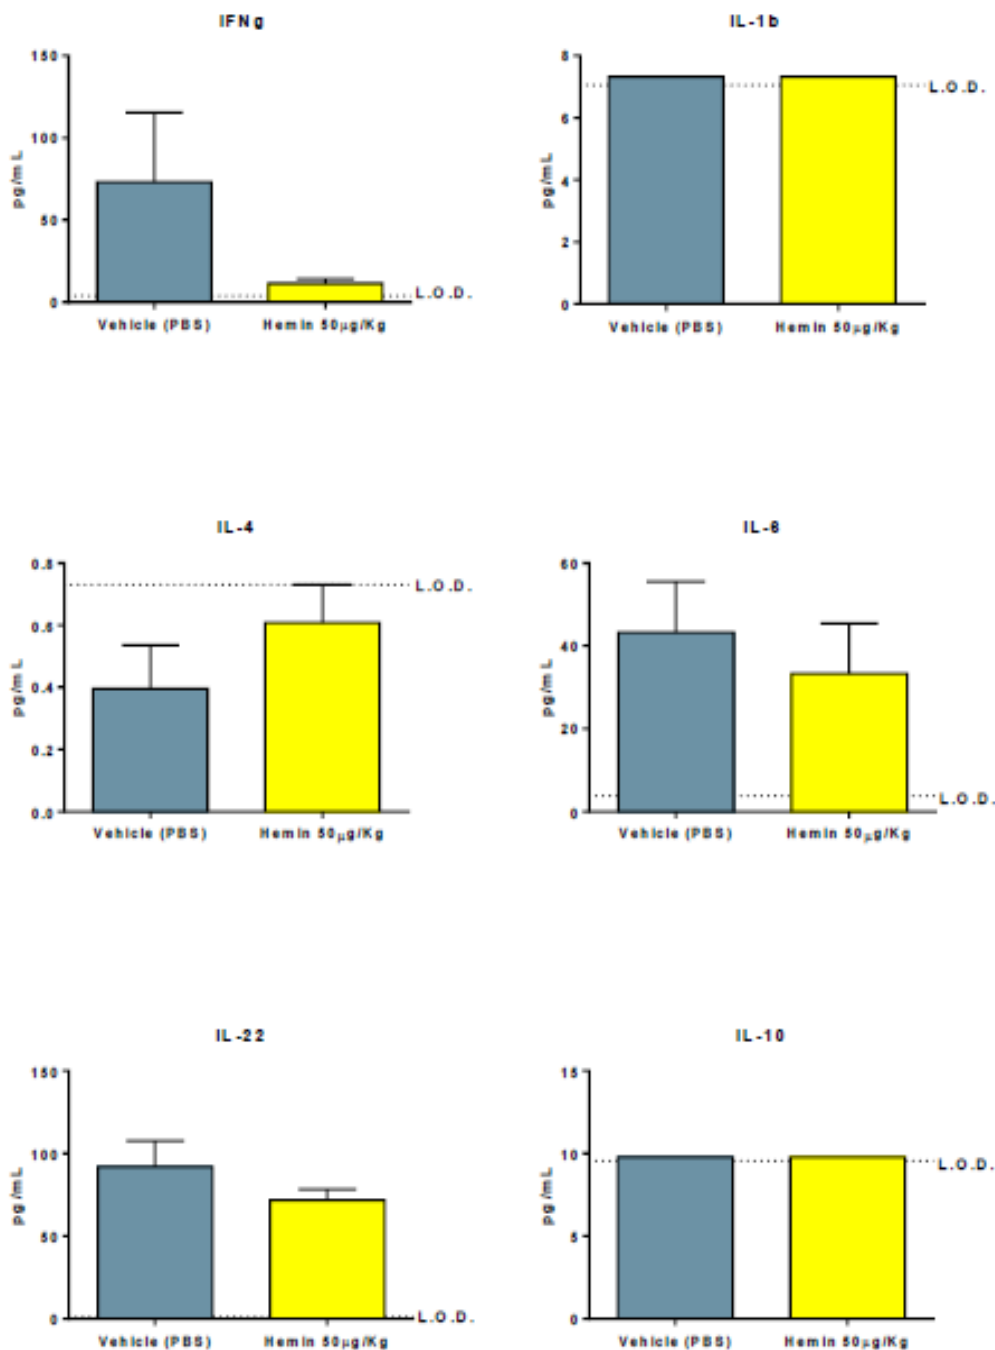 IFNg
150
100
50
0
pg/mL
L.O.D.
Vehicle (PBS)
Hemin 50µg/Kg
IL-1b
8
6
4
2
0
pg/mL
L.O.D.
Vehicle (PBS)
Hemin 50µg/Kg
IL-4
0.8
0.6
0.4
0.2
0.0
pg/mL
L.O.D.
Vehicle (PBS)
Hemin 50µg/Kg
IL-6
60
40
20
0
pg/mL
L.O.D.
Vehicle (PBS)
Hemin 50µg/Kg
IL-22
150
100
50
0
pg/mL
L.O.D.
Vehicle (PBS)
Hemin 50µg/Kg
IL-10
15
10
5
0
pg/mL
L.O.D.
Vehicle (PBS)
Hemin 50µg/Kg